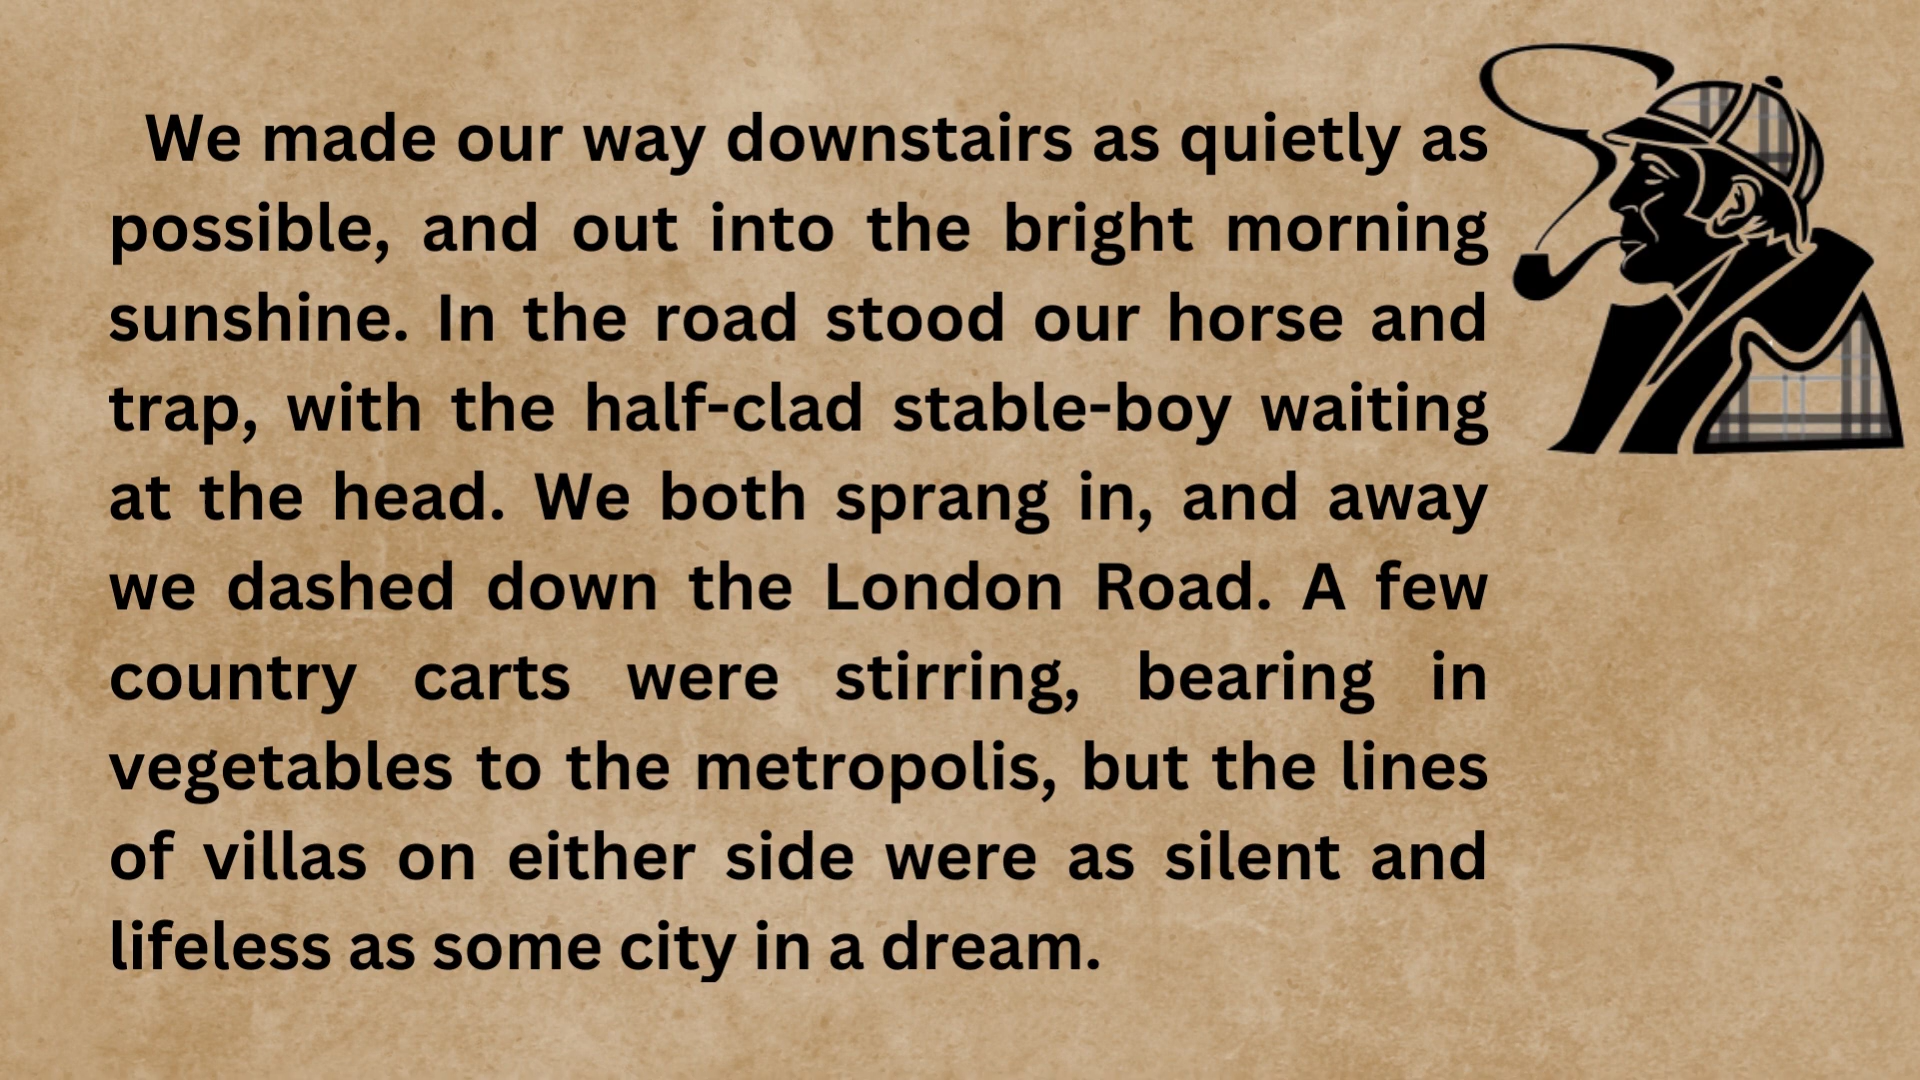 We made our way downstairs as quietly as
possible, and out into the bright morning
sunshine. In the road stood our horse and
trap, with the half-clad stable-boy waiting
at the head. We both sprang in, and away
we dashed down the London Road. A few
country carts were stirring, bearing in
vegetables to the metropolis, but the lines
of villas on either side were as silent and
lifeless as some city in a dream.